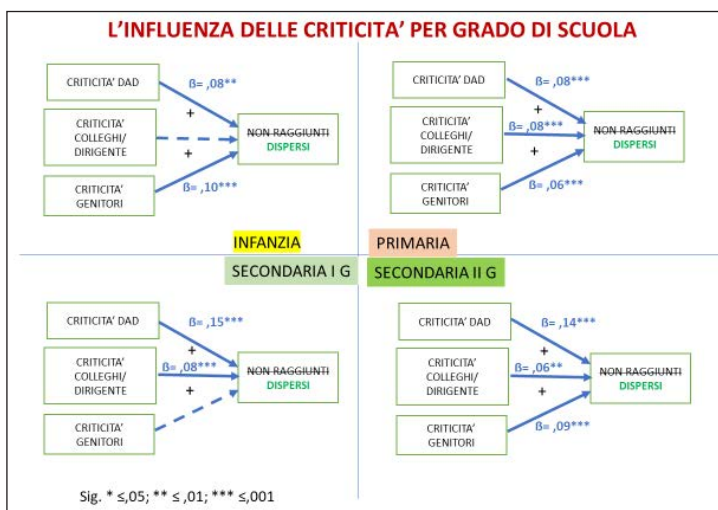 L'INFLUENZA DELLE CRITICITA' PER GRADO DI SCUOLA
CRITICITA' DAD
CRITICITA'
COLLEGHI/
DIRIGENTE
CRITICITA'
GENITORI
ß= ,08**
+
+
ß= ,10***
NON RAGGIUNTI
DISPERSI
INFANZIA
CRITICITA' DAD
CRITICITA'
COLLEGHI/
DIRIGENTE
CRITICITA'
GENITORI
ß= ,08***
+
ß= ,08***
+
ß= ,06***
NON RAGGIUNTI
DISPERSI
PRIMARIA
SECONDARIA I G
CRITICITA' DAD
CRITICITA'
COLLEGHI/
DIRIGENTE
CRITICITA'
GENITORI
ß= ,15***
+
ß= ,08***
+
NON RAGGIUNTI
DISPERSI
SECONDARIA II G
CRITICITA' DAD
CRITICITA'
COLLEGHI/
DIRIGENTE
CRITICITA'
GENITORI
ß= ,14***
+
ß= ,06**
+
ß= ,09***
NON RAGGIUNTI
DISPERSI
Sig. * ≤,05; ** ≤ ,01; *** ≤,001